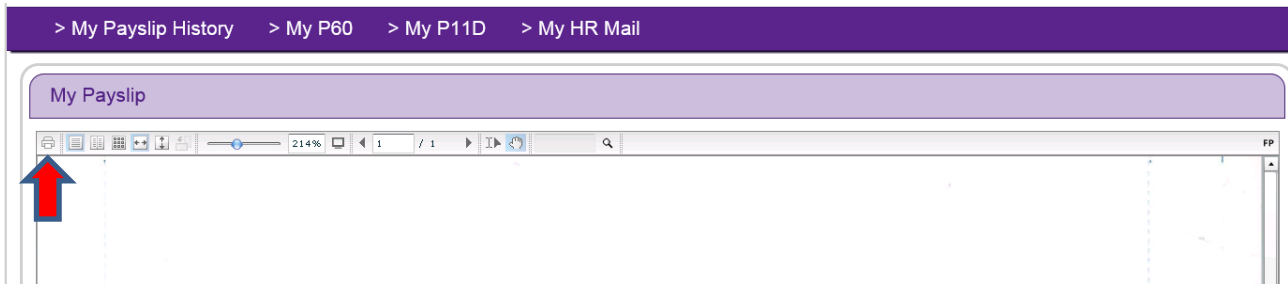 > My Payslip History > My P60 > My P11D > My HR Mail
My Payslip
214% 1 / 1 FP